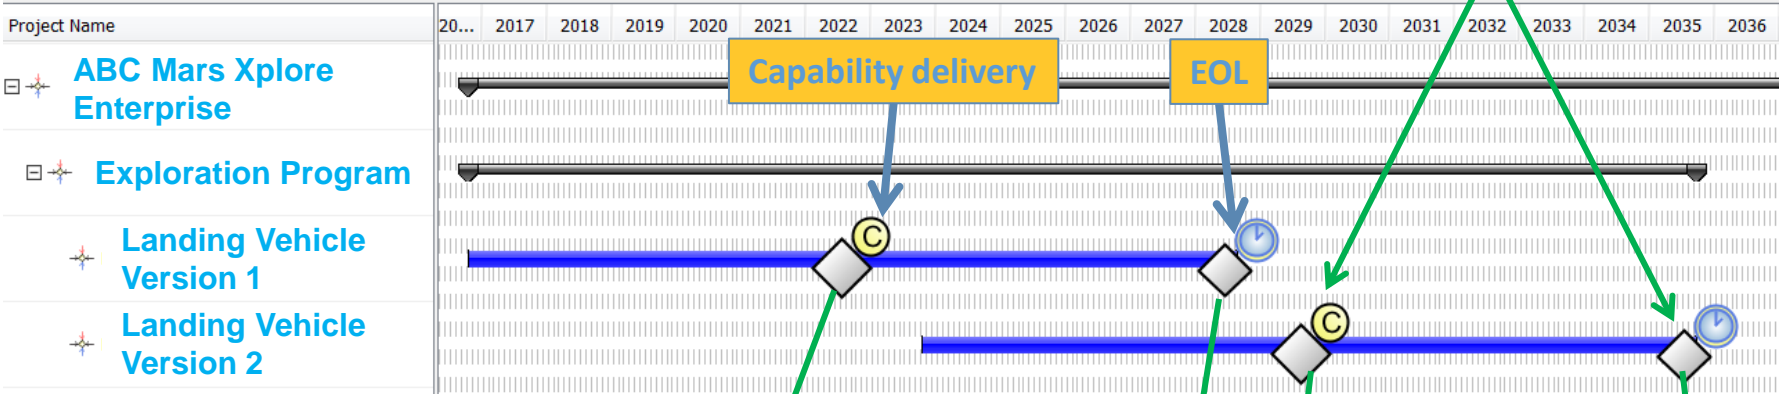 Project Name
20... 2017 2018 2019 2020 2021 2022 2023 2024 2025 2026 2027 2028 2029 2030 2031 2032 2033 2034 2035 2036
ABC Mars Xplore
Enterprise
Capability delivery
EOL
Exploration Program
Landing Vehicle
Version 1
C
Landing Vehicle
Version 2
C